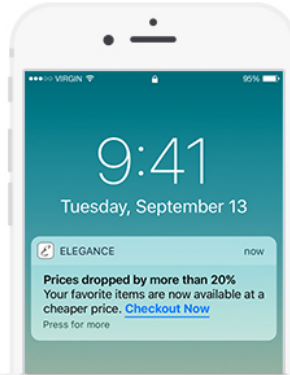 VIRGIN 95%
9:41
Tuesday, September 13
ELEGANCE now
Prices dropped by more than 20%
Your favorite items are now available at a
cheaper price. Checkout Now
Press for more